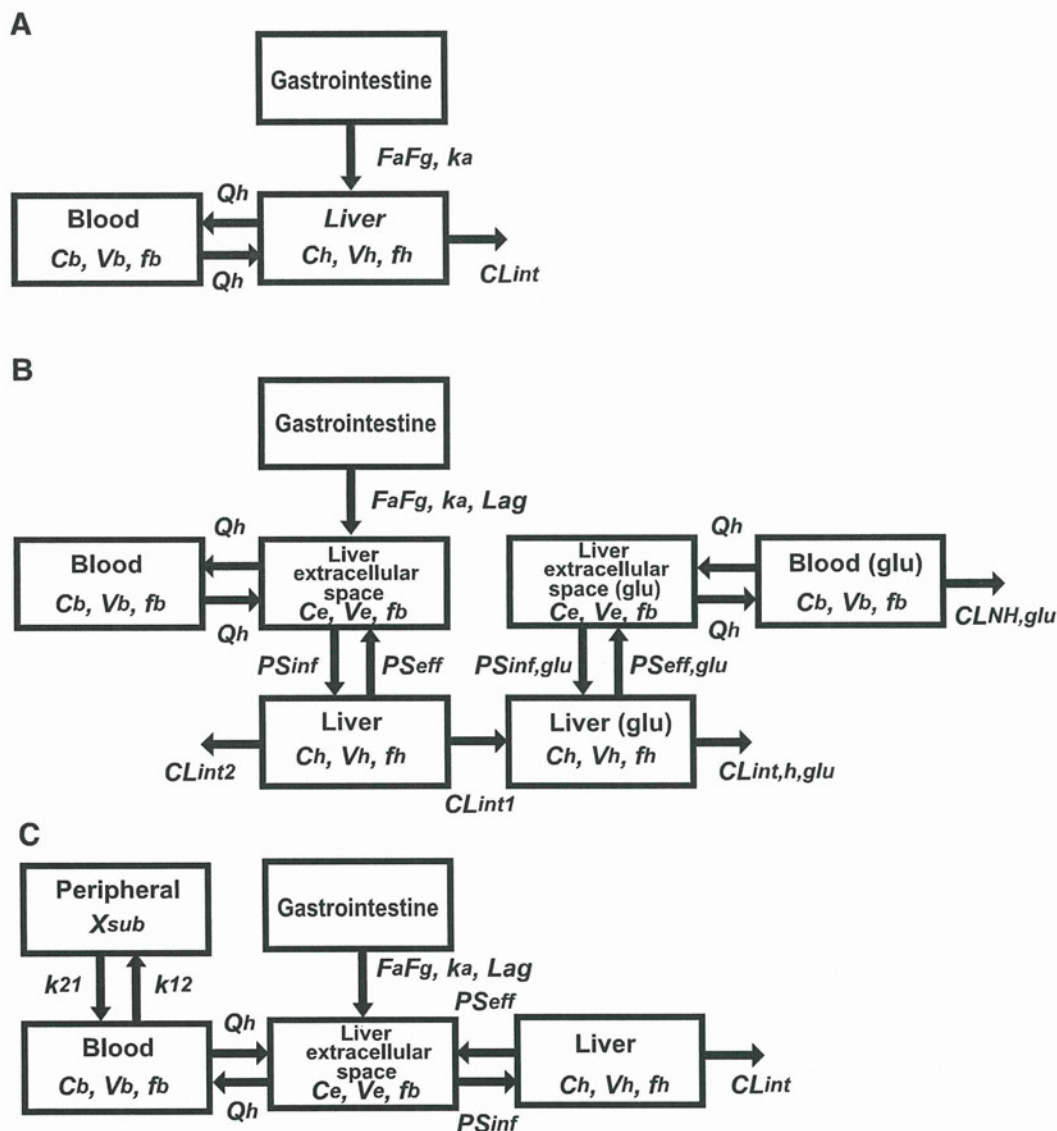 A
Gastrointestine
FaFg, ka
Qh
Blood
Cb, Vb, fb
Liver
Ch, Vh, fh
Qh
CLint
B
Gastrointestine
FaFg, ka, Lag
Qh
Blood
Cb, Vb, fb
Qh
Liver
extracellular
space
Ce, Ve, fb
Liver
extracellular
space (glu)
Ce, Ve, fb
Qh
Blood (glu)
Cb, Vb, fb
Qh
CLNH,glu
PSinf
PSeff
PSinf,glu
PSeff,glu
Liver
Ch, Vh, fh
Liver (glu)
Ch, Vh, fh
CLint2
CLint1
CLint,h,glu
C
Peripheral
Xsub
Gastrointestine
k21
k12
FaFg, ka, Lag
PSeff
Qh
Blood
Cb, Vb, fb
Liver
extracellular
space
Ce, Ve, fb
Liver
Ch, Vh, fh
Qh
PSinf
CLint